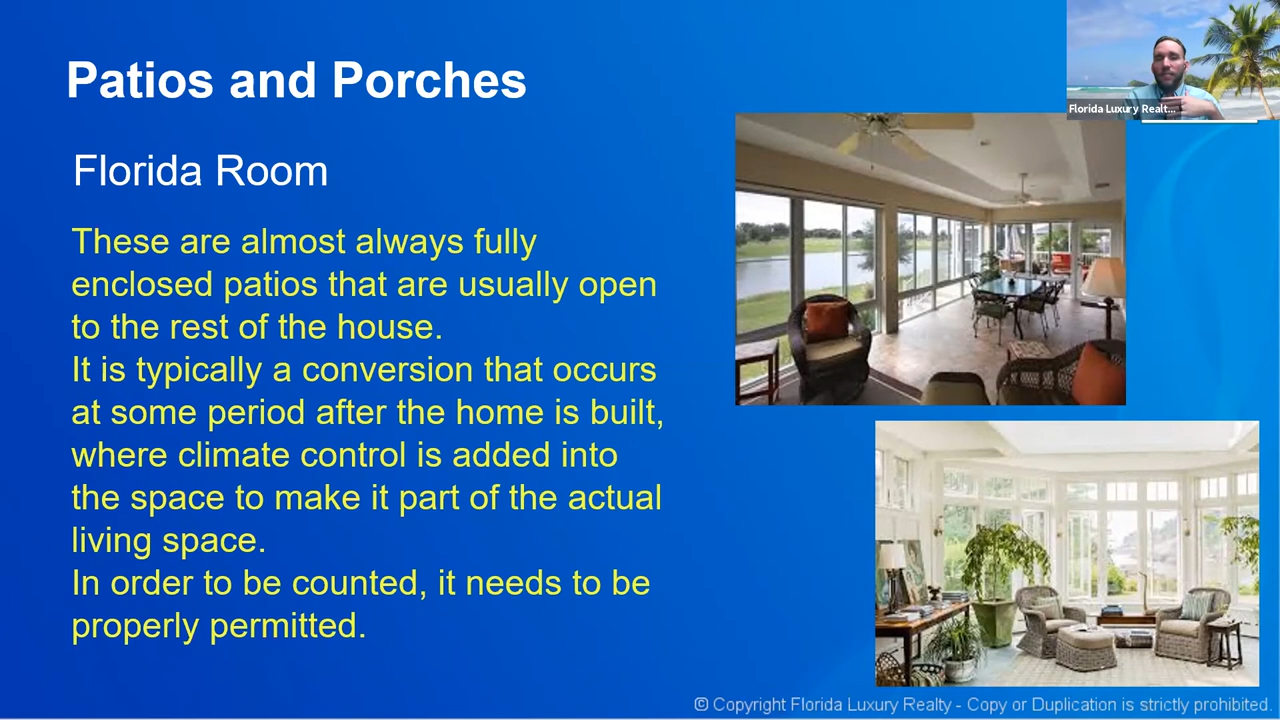 Patios and Porches
Florida Luxury Realt...
Florida Room
These are almost always fully
enclosed patios that are usually open
to the rest of the house.
It is typically a conversion that occurs
at some period after the home is built,
where climate control is added into
the space to make it part of the actual
living space.
In order to be counted, it needs to be
properly permitted.
© Copyright Florida Luxury Realty - Copy or Duplication is strictly prohibited.